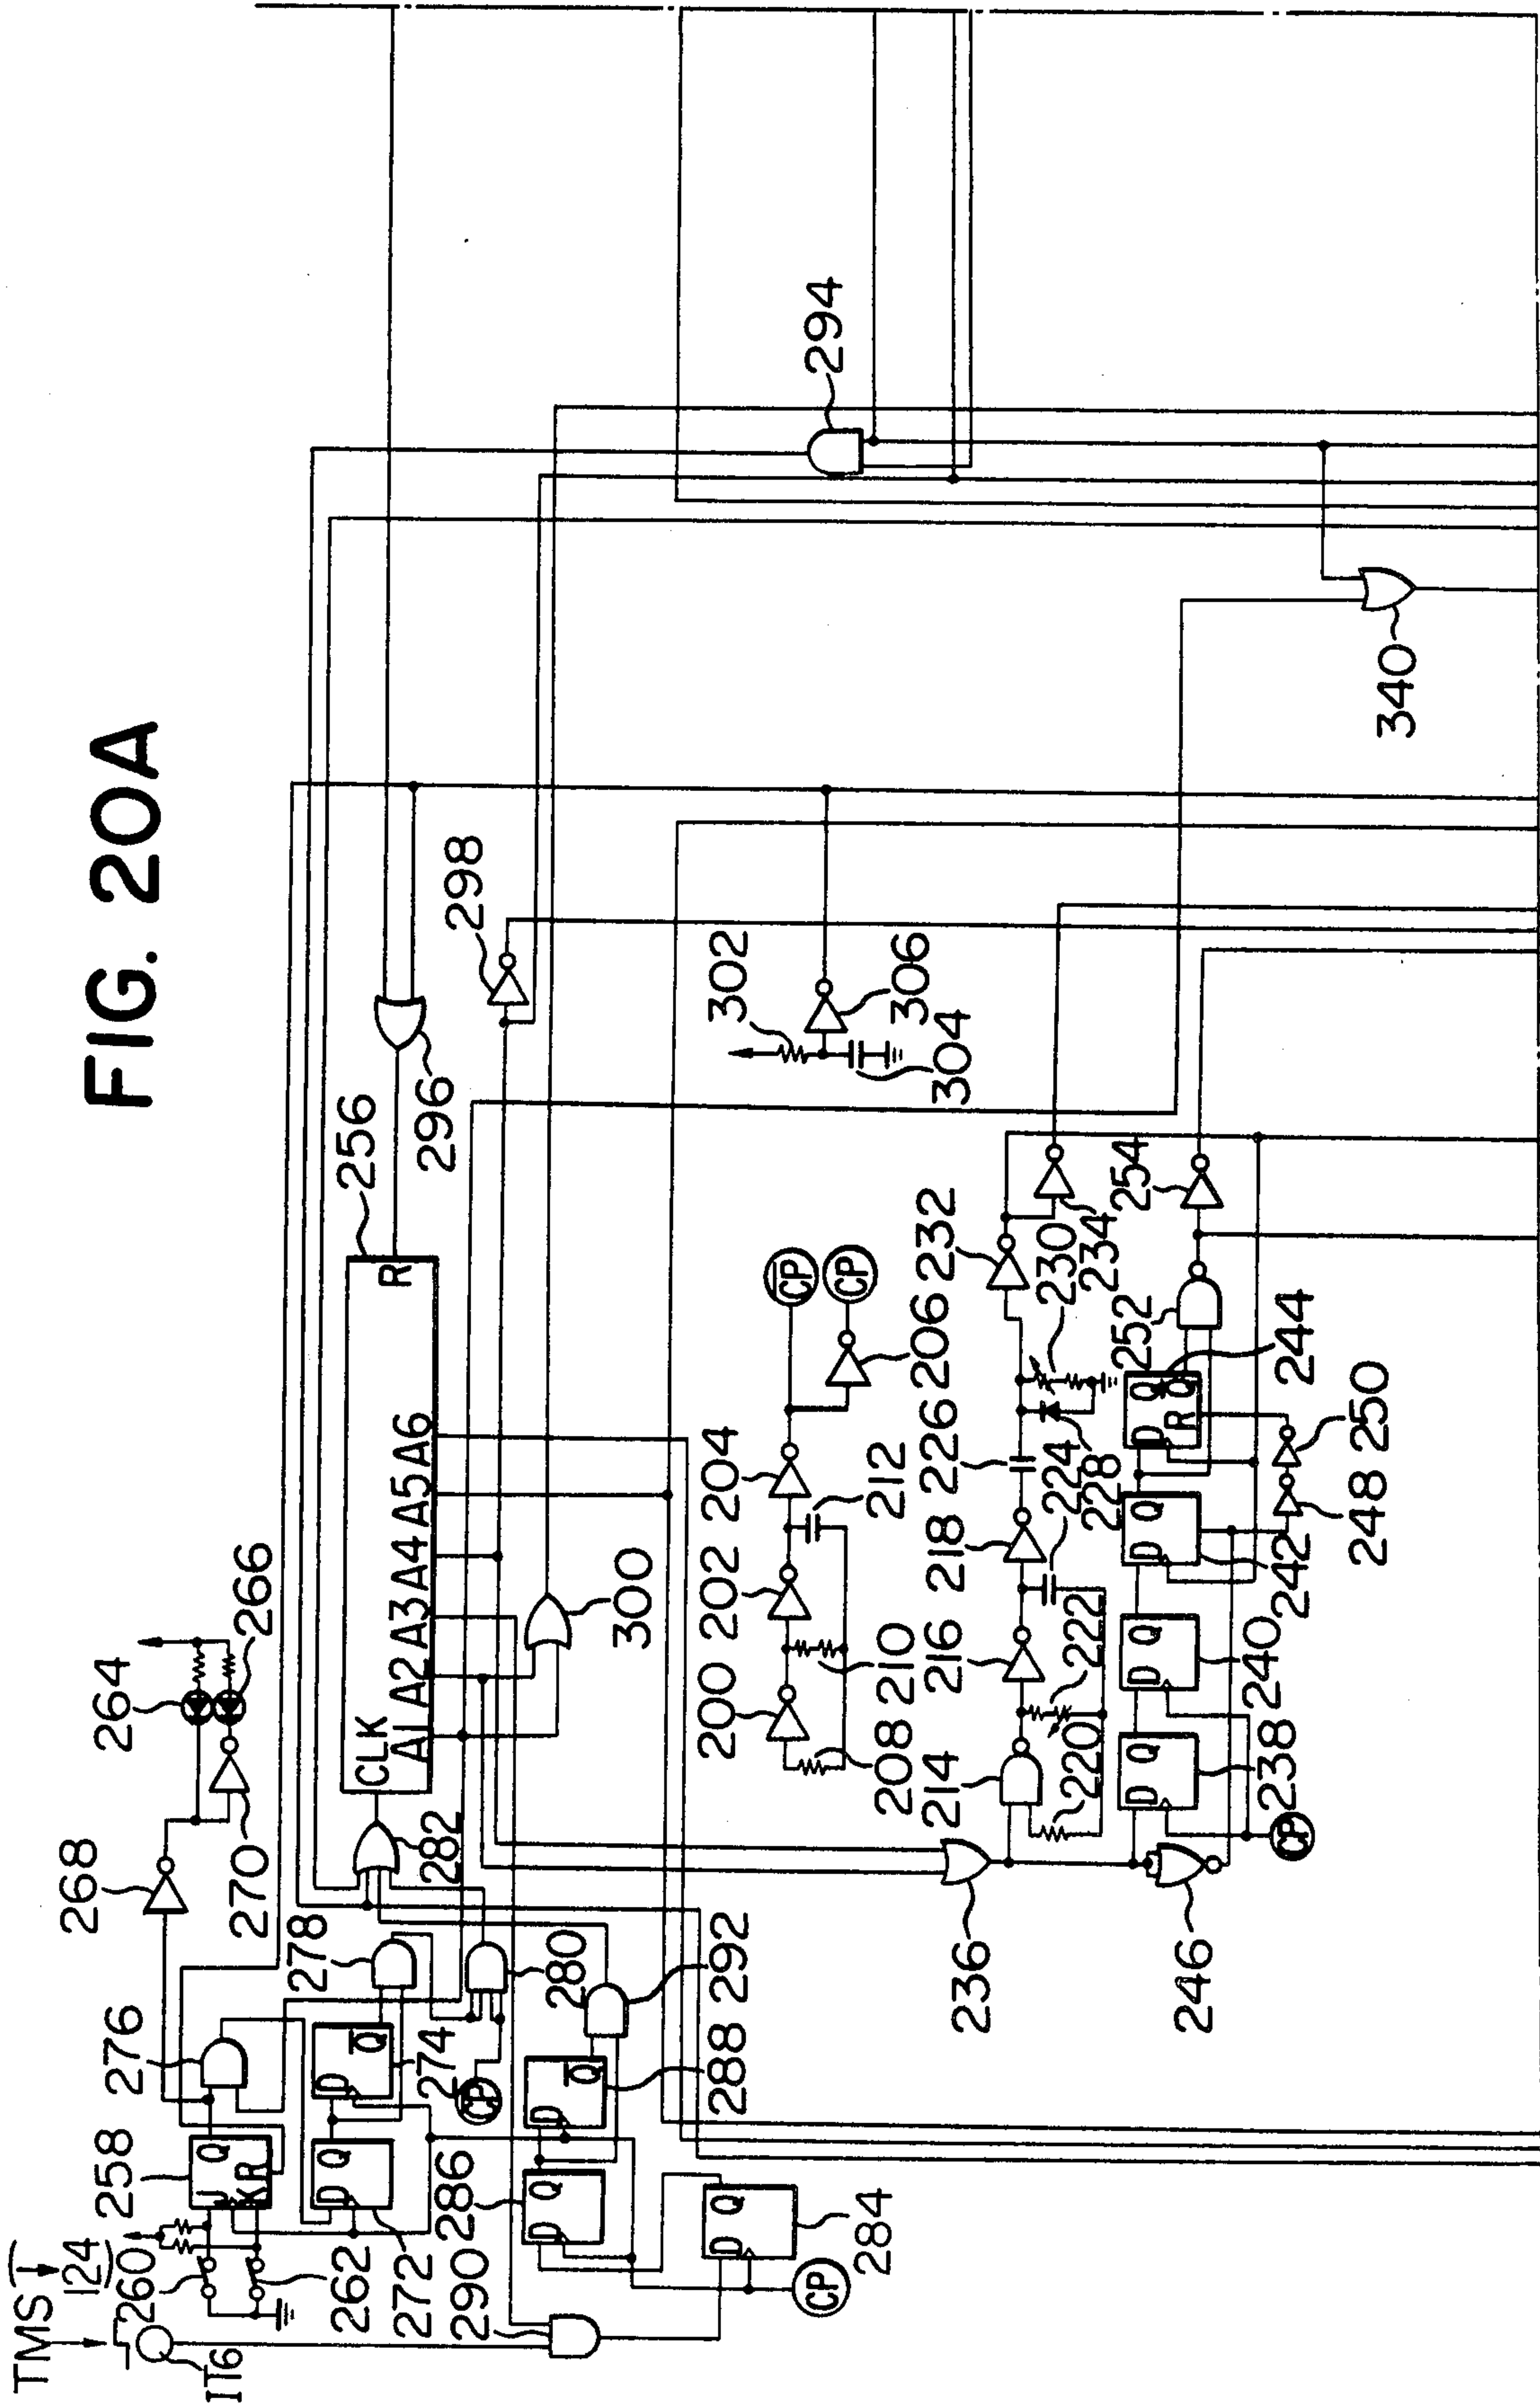 FIG. 20A
TMS (→ 124)
116
260
262
258
J Q
K R
276
268
270
264
266
272
D Q
274
D Q̅
278
280
CP
282
256
CLK R
A1 A2 A3 A4 A5 A6
296
298
300
290
286
D Q
288
D Q̅
292
284
D Q
CP
294
302
304
306
200
202
204
206
208
210
212
C̅P̅
CP
214
216
218
220
222
224
226
228
230
232
234
236
238
D Q
240
D Q
242
D Q
244
D Q
R Q̅
246
248
250
252
254
CP
340